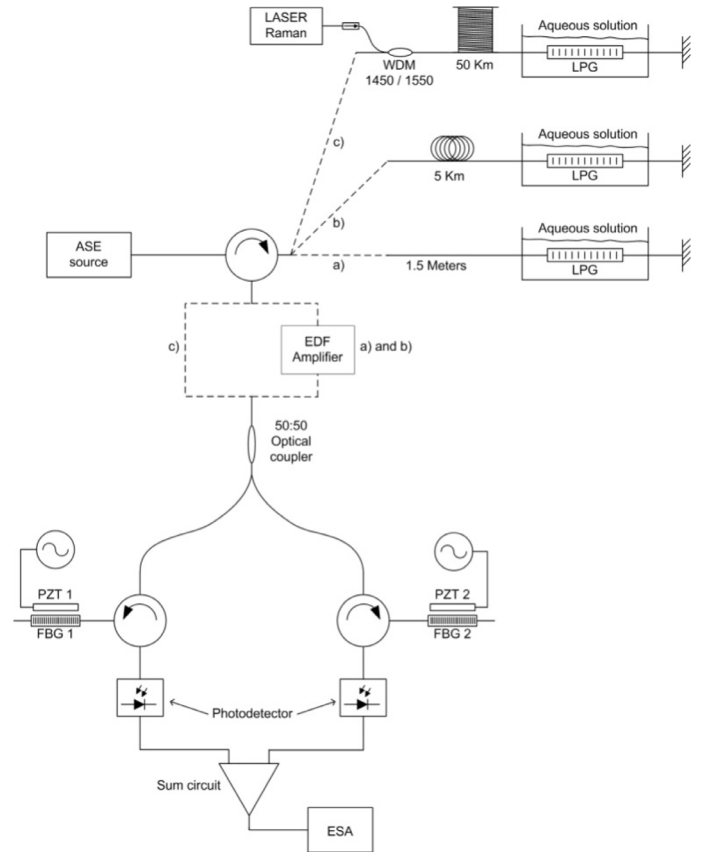 LASER
Raman
WDM
1450 / 1550
50 Km
Aqueous solution
LPG
c)
5 Km
Aqueous solution
LPG
b)
ASE
source
a)
1.5 Meters
Aqueous solution
LPG
c)
EDF
Amplifier
a) and b)
50:50
Optical
coupler
PZT 1
FBG 1
PZT 2
FBG 2
Photodetector
Sum circuit
ESA